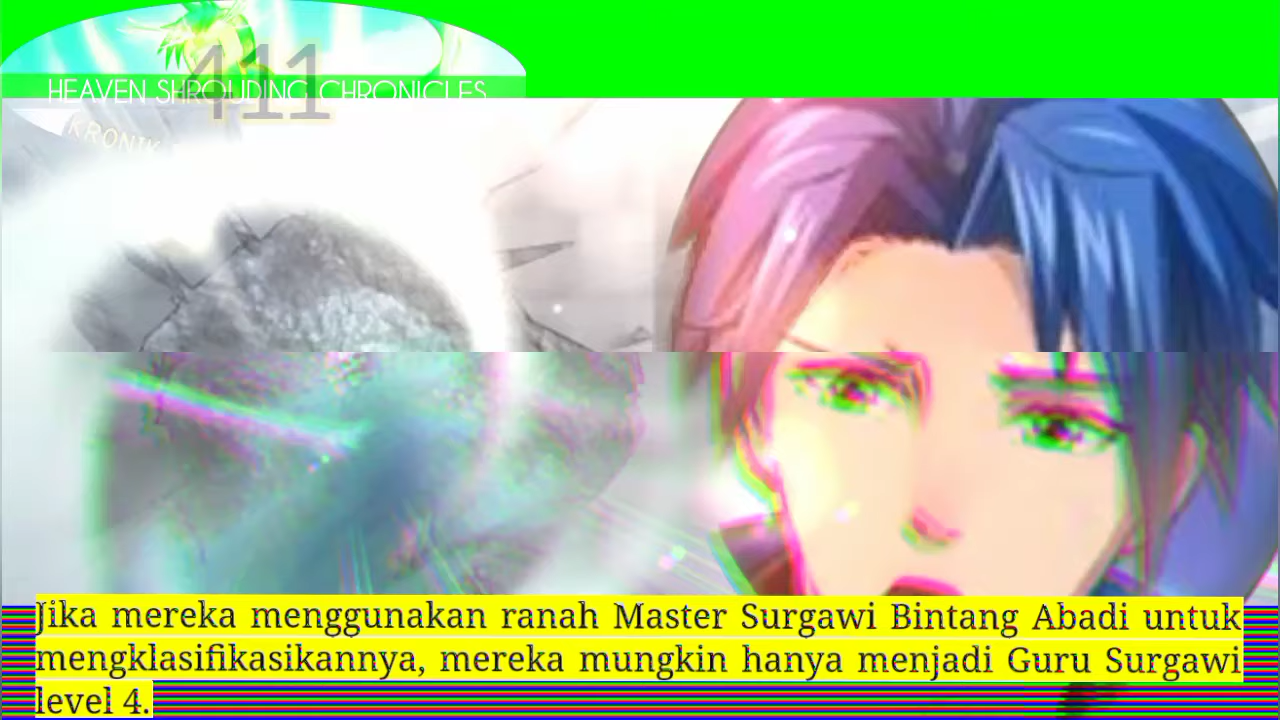 411
HEAVEN SHROUDING CHRONICLES
KRONIK
Jika mereka menggunakan ranah Master Surgawi Bintang Abadi untuk
mengklasifikasikannya, mereka mungkin hanya menjadi Guru Surgawi
level 4.